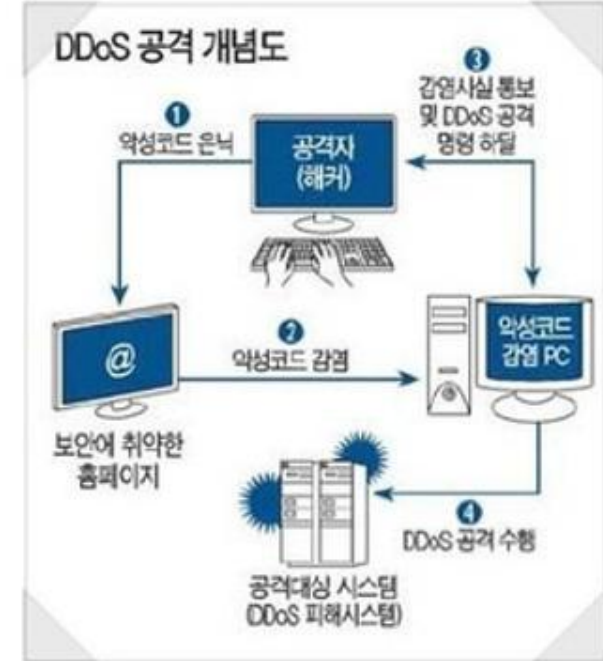 DDoS 공격 개념도
❶
악성코드 은닉
공격자
(해커)
❸
감염사실 통보
및 DDoS 공격
명령 하달
@
보안에 취약한
홈페이지
❷
악성코드 감염
악성코드
감염 PC
❹
DDoS 공격 수행
공격대상 시스템
(DDoS 피해시스템)